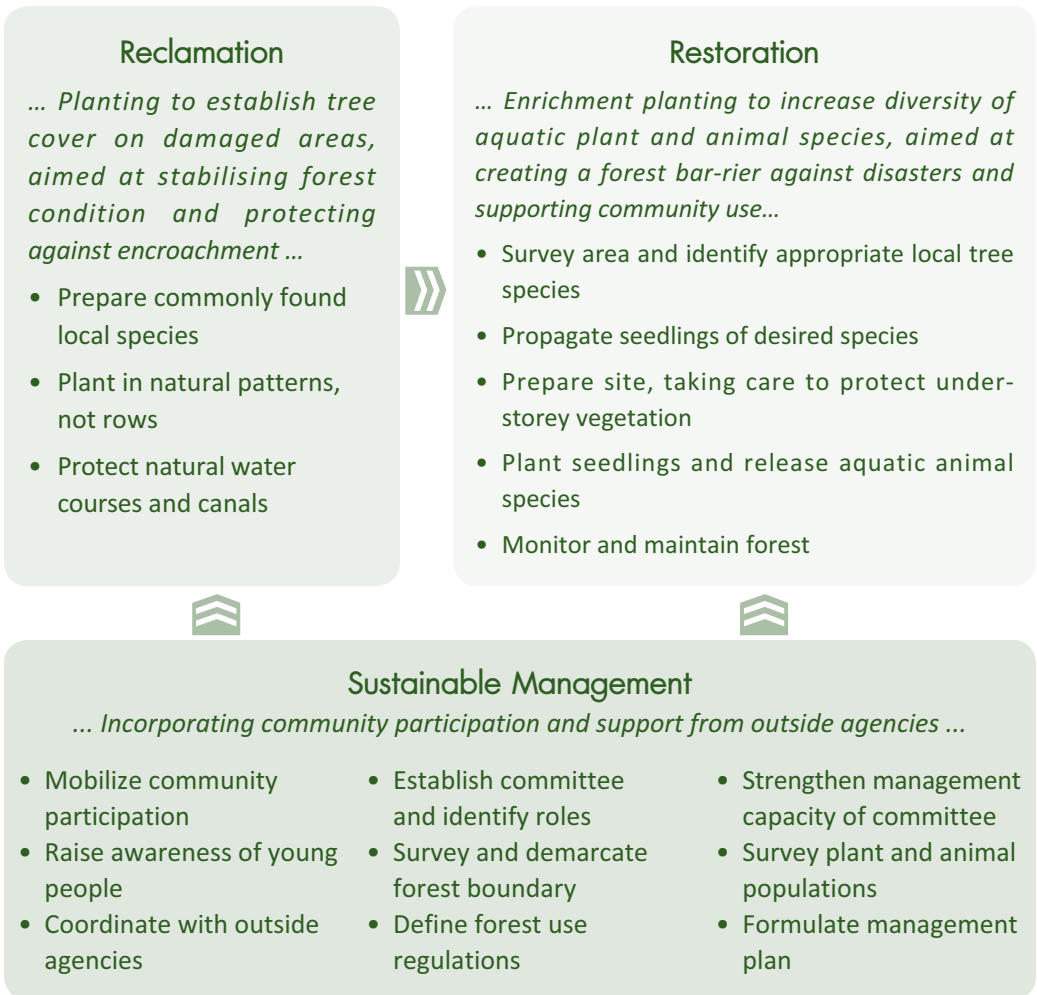 Reclamation
... Planting to establish tree
cover on damaged areas,
aimed at stabilising forest
condition and protecting
against encroachment ...
• Prepare commonly found
local species
• Plant in natural patterns,
not rows
• Protect natural water
courses and canals
Restoration
... Enrichment planting to increase diversity of
aquatic plant and animal species, aimed at
creating a forest bar-rier against disasters and
supporting community use...
• Survey area and identify appropriate local tree
species
• Propagate seedlings of desired species
• Prepare site, taking care to protect under-
storey vegetation
• Plant seedlings and release aquatic animal
species
• Monitor and maintain forest
Sustainable Management
... Incorporating community participation and support from outside agencies ...
• Mobilize community
participation
• Raise awareness of young
people
• Coordinate with outside
agencies
• Establish committee
and identify roles
• Survey and demarcate
forest boundary
• Define forest use
regulations
• Strengthen management
capacity of committee
• Survey plant and animal
populations
• Formulate management
plan